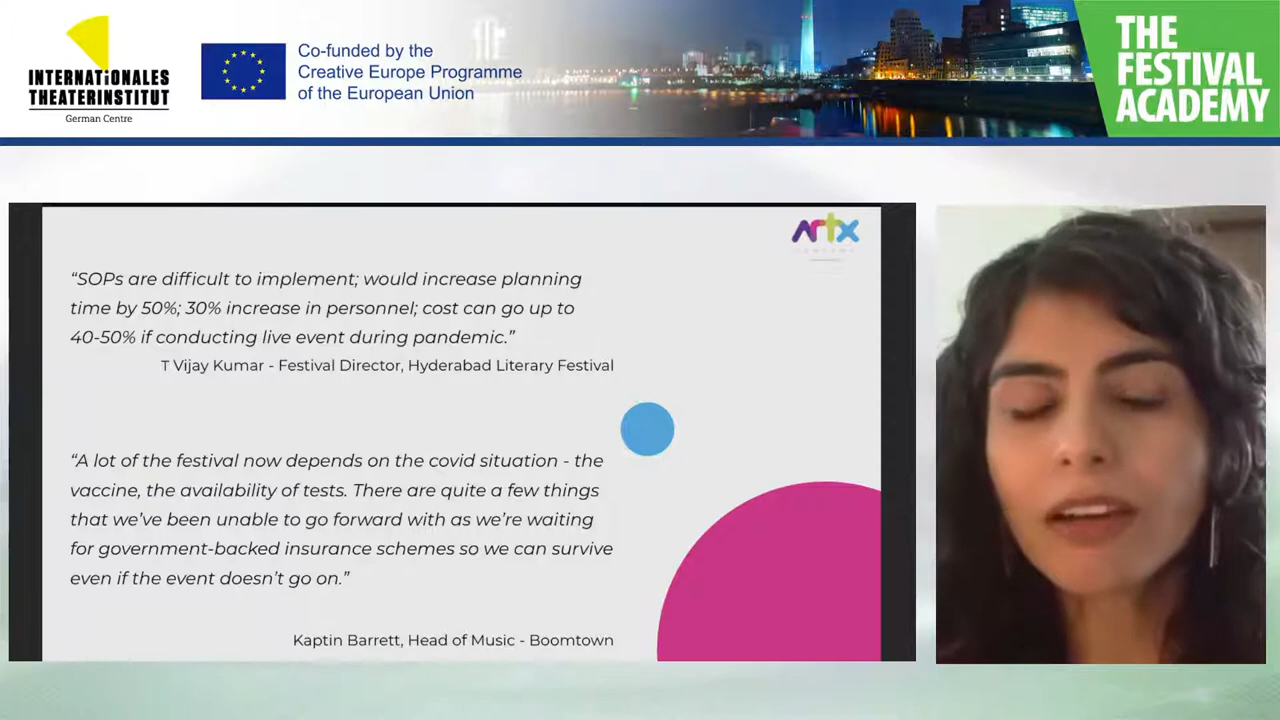 INTERNATiONALES
THEATERINSTITUT
German Centre
Co-funded by the
Creative Europe Programme
of the European Union
THE
FESTIVAL
ACADEMY
artx
“SOPs are difficult to implement; would increase planning
time by 50%; 30% increase in personnel; cost can go up to
40-50% if conducting live event during pandemic.”
T Vijay Kumar - Festival Director, Hyderabad Literary Festival
“A lot of the festival now depends on the covid situation - the
vaccine, the availability of tests. There are quite a few things
that we’ve been unable to go forward with as we’re waiting
for government-backed insurance schemes so we can survive
even if the event doesn’t go on.”
Kaptin Barrett, Head of Music - Boomtown